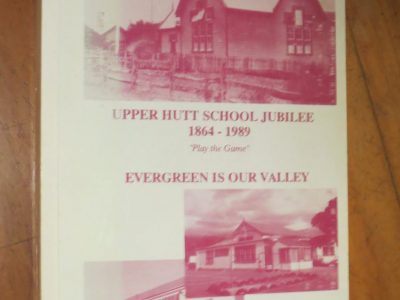 UPPER HUTT SCHOOL JUBILEE
1864 - 1989
'Play the Game'
EVERGREEN IS OUR VALLEY